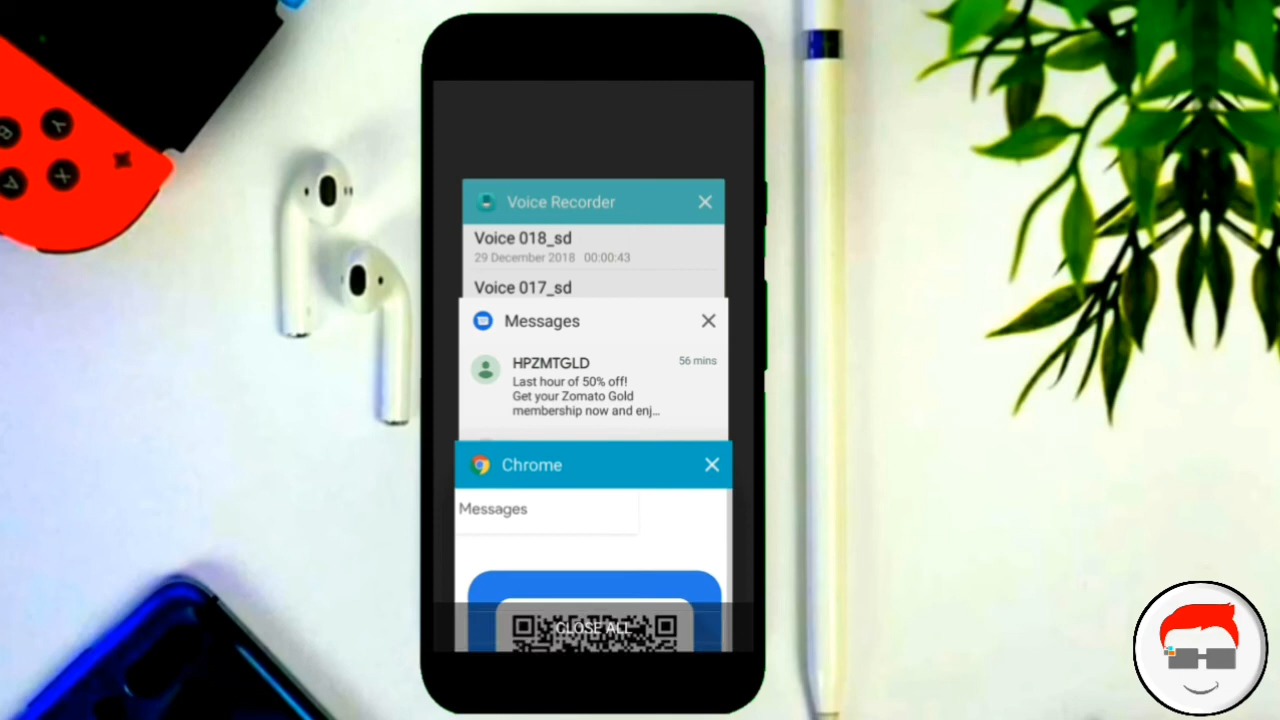 Voice Recorder
Voice 018_sd
29 December 2018 00:00:43
Voice 017_sd
Messages
HPZMTGLD
56 mins
Last hour of 50% off!
Get your Zomato Gold
membership now and enj...
Chrome
Messages
CLOSE ALL
B
Y
A
X